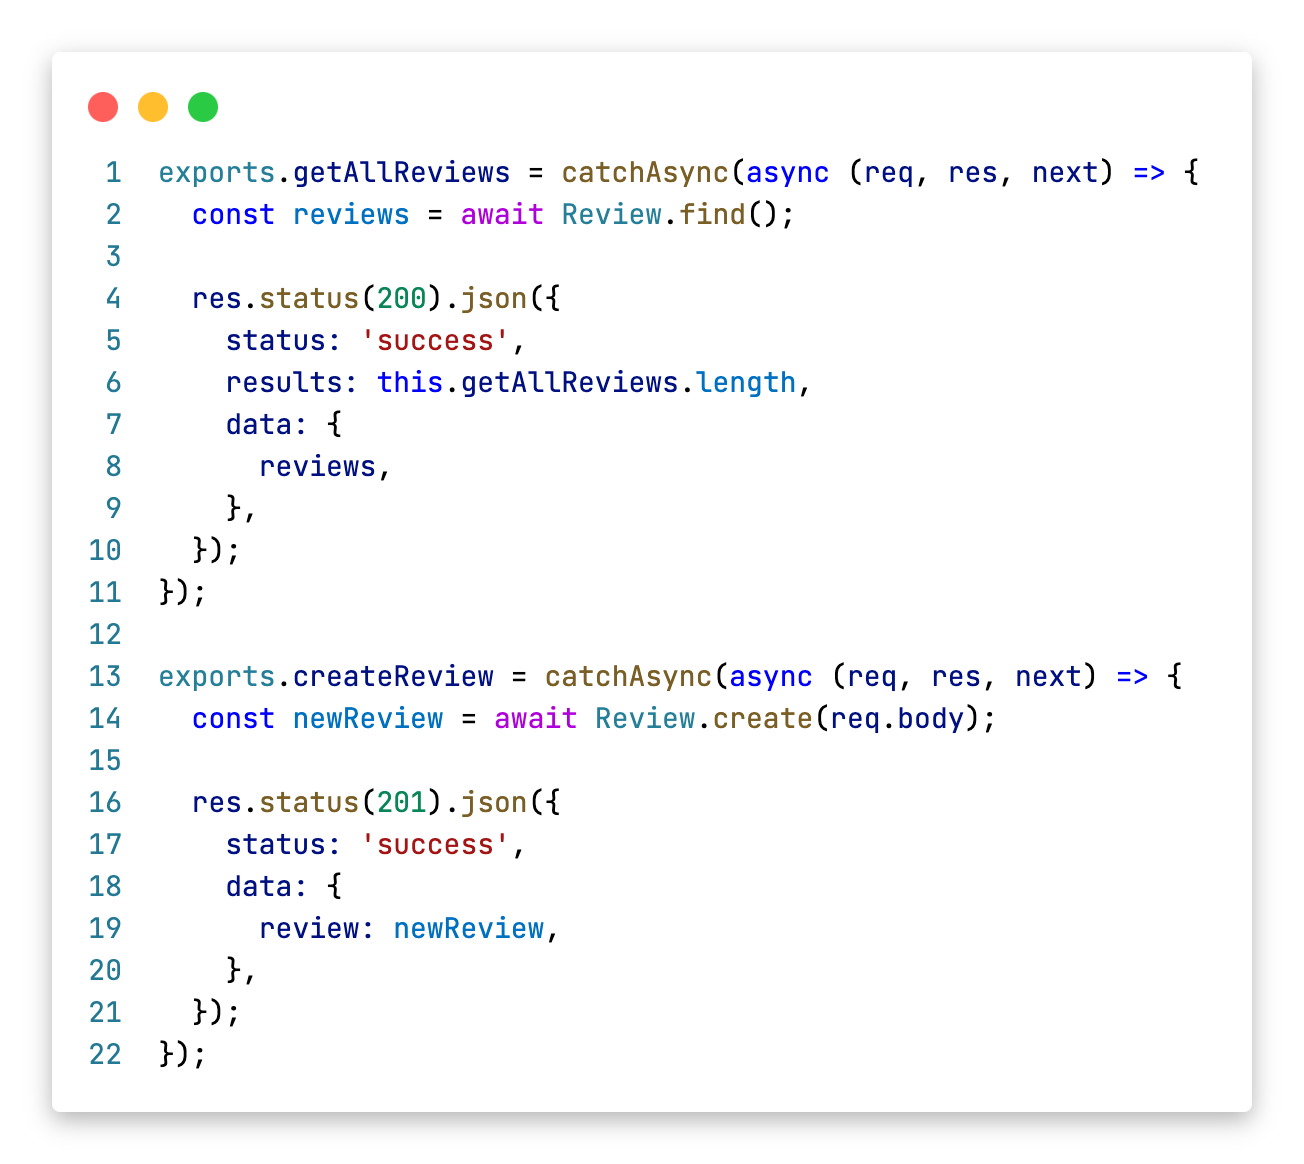 1 exports.getAllReviews = catchAsync(async (req, res, next) => {
2   const reviews = await Review.find();
3
4   res.status(200).json({
5     status: 'success',
6     results: this.getAllReviews.length,
7     data: {
8       reviews,
9     },
10   });
11 });
12
13 exports.createReview = catchAsync(async (req, res, next) => {
14   const newReview = await Review.create(req.body);
15
16   res.status(201).json({
17     status: 'success',
18     data: {
19       review: newReview,
20     },
21   });
22 });